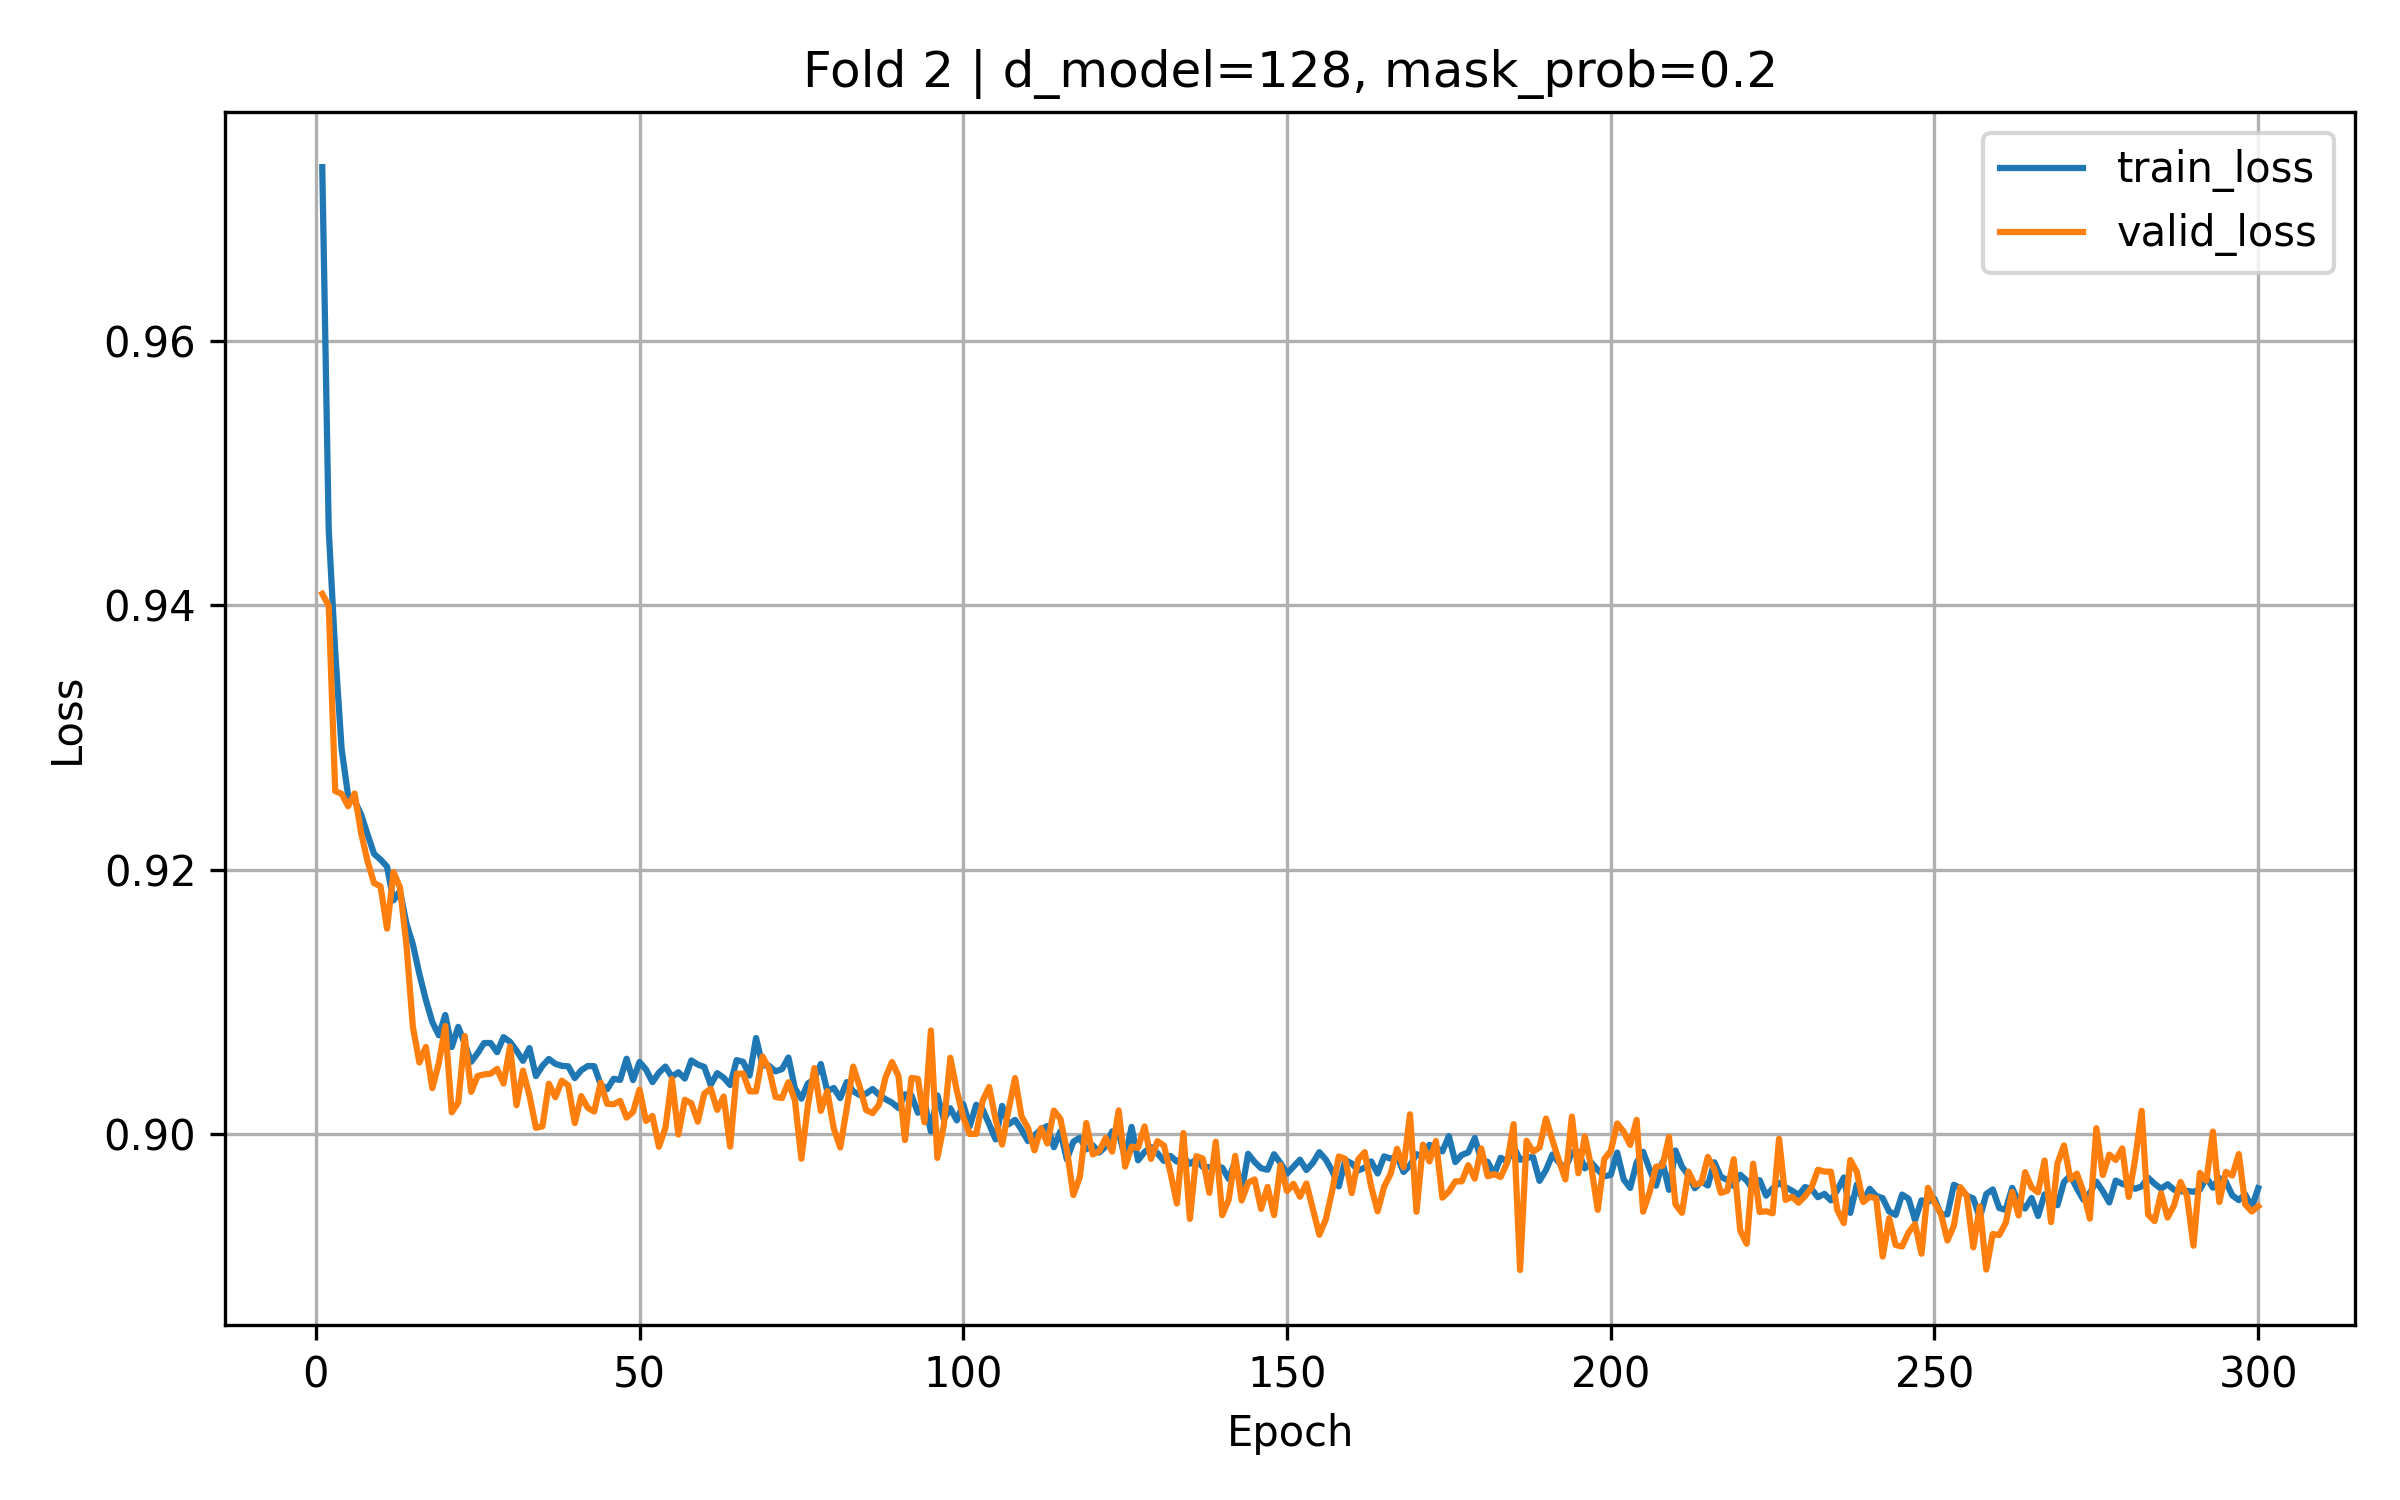 Fold 2 | d_model=128, mask_prob=0.2
train_loss
valid_loss
0.96
0.94
0.92
0.90
Loss
0 50 100 150 200 250 300
Epoch